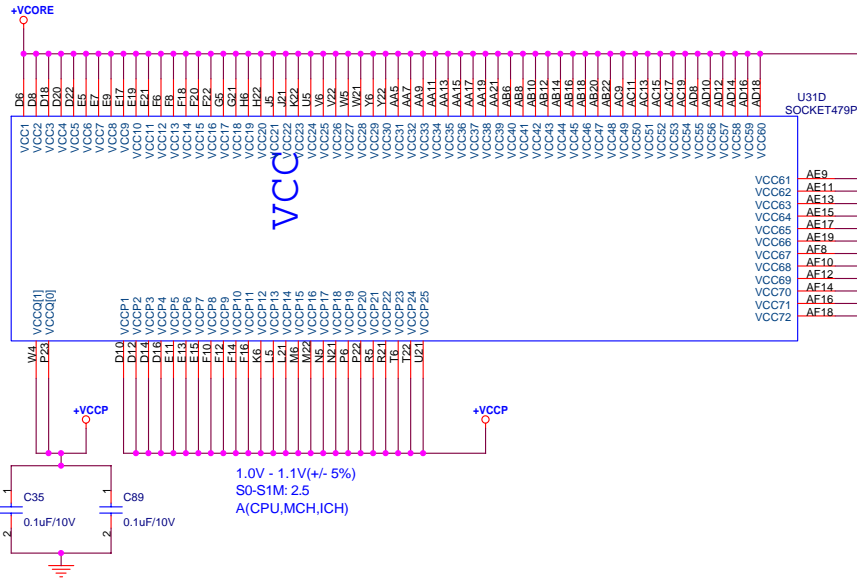 +VCORE
D6 D8 D18 D20 D22 E5 E7 E9 E17 E19 E21 F6 F8 F18 F20 F22 G5 G21 H6 H22 J5 J21 K22 U5 V6 V22 W5 W21 Y6 Y22 AA5 AA7 AA9 AA11 AA13 AA15 AA17 AA19 AA21 AB6 AB8 AB10 AB12 AB14 AB16 AB18 AB20 AB22 AC9 AC11 AC13 AC15 AC17 AC19 AD8 AD10 AD12 AD14 AD16 AD18
U31D
SOCKET479P
VCC1 VCC2 VCC3 VCC4 VCC5 VCC6 VCC7 VCC8 VCC9 VCC10 VCC11 VCC12 VCC13 VCC14 VCC15 VCC16 VCC17 VCC18 VCC19 VCC20 VCC21 VCC22 VCC23 VCC24 VCC25 VCC26 VCC27 VCC28 VCC29 VCC30 VCC31 VCC32 VCC33 VCC34 VCC35 VCC36 VCC37 VCC38 VCC39 VCC40 VCC41 VCC42 VCC43 VCC44 VCC45 VCC46 VCC47 VCC48 VCC49 VCC50 VCC51 VCC52 VCC53 VCC54 VCC55 VCC56 VCC57 VCC58 VCC59 VCC60
VCC
VCC61 AE9
VCC62 AE11
VCC63 AE13
VCC64 AE15
VCC65 AE17
VCC66 AE19
VCC67 AF8
VCC68 AF10
VCC69 AF12
VCC70 AF14
VCC71 AF16
VCC72 AF18
VCCQ[1] VCCQ[0] VCCP1 VCCP2 VCCP3 VCCP4 VCCP5 VCCP6 VCCP7 VCCP8 VCCP9 VCCP10 VCCP11 VCCP12 VCCP13 VCCP14 VCCP15 VCCP16 VCCP17 VCCP18 VCCP19 VCCP20 VCCP21 VCCP22 VCCP23 VCCP24 VCCP25
W4 P23 D10 D12 D14 D16 E11 E13 E15 F10 F12 F14 F16 K6 L5 L21 M6 M22 N5 N21 P6 P22 R5 R21 T6 T22 U21
+VCCP
+VCCP
1.0V - 1.1V(+/- 5%)
S0-S1M: 2.5
A(CPU,MCH,ICH)
1
C35
0.1uF/10V
2
1
C89
0.1uF/10V
2